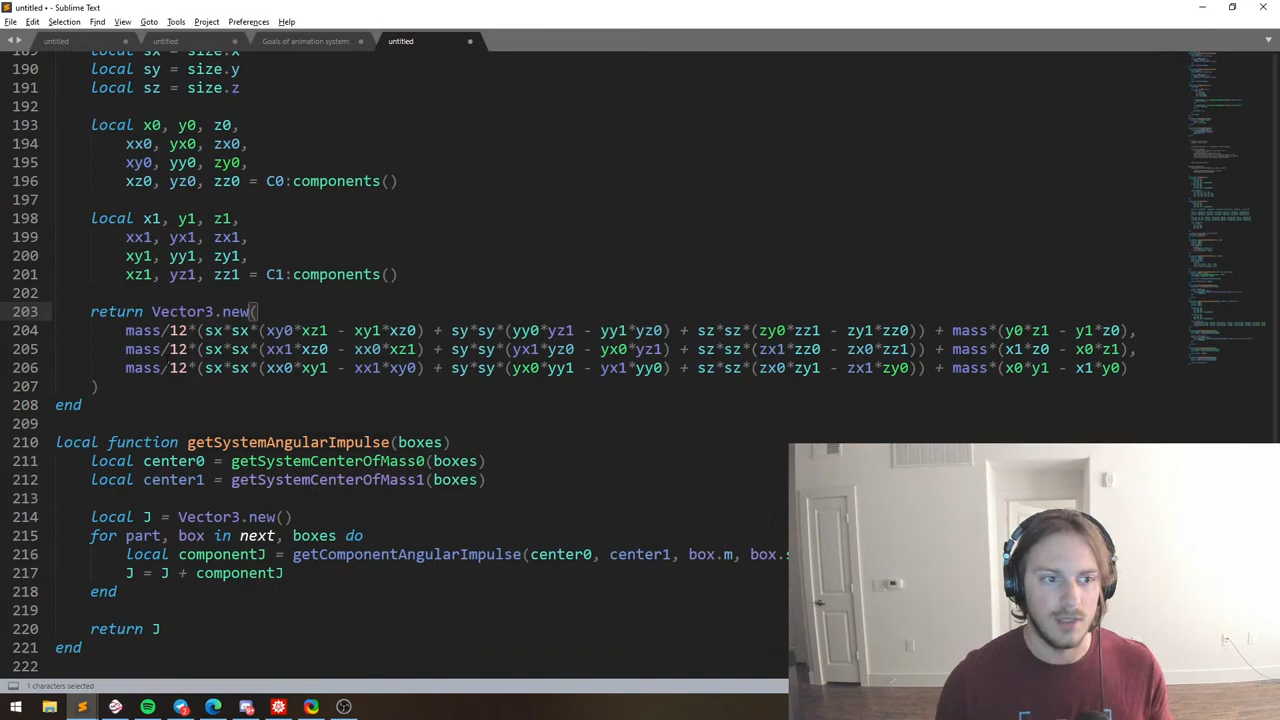 untitled • - Sublime Text
File Edit Selection Find View Goto Tools Project Preferences Help
untitled untitled Goals of animation system: untitled
189 local sx = size.x
190 local sy = size.y
191 local sz = size.z
192
193 local x0, y0, z0,
194 xx0, yx0, zx0,
195 xy0, yy0, zy0,
196 xz0, yz0, zz0 = C0:components()
197
198 local x1, y1, z1,
199 xx1, yx1, zx1,
200 xy1, yy1, zy1,
201 xz1, yz1, zz1 = C1:components()
202
203 return Vector3.new(
204 mass/12*(sx*sx*(xy0*xz1 - xy1*xz0) + sy*sy*(yy0*yz1 - yy1*yz0) + sz*sz*(zy0*zz1 - zy1*zz0)) + mass*(y0*z1 - y1*z0),
205 mass/12*(sx*sx*(xx1*xz0 - xx0*xz1) + sy*sy*(yx1*yz0 - yx0*yz1) + sz*sz*(zx1*zz0 - zx0*zz1)) + mass*(x1*z0 - x0*z1),
206 mass/12*(sx*sx*(xx0*xy1 - xx1*xy0) + sy*sy*(yx0*yy1 - yx1*yy0) + sz*sz*(zx0*zy1 - zx1*zy0)) + mass*(x0*y1 - x1*y0)
207 )
208 end
209
210 local function getSystemAngularImpulse(boxes)
211 local center0 = getSystemCenterOfMass0(boxes)
212 local center1 = getSystemCenterOfMass1(boxes)
213
214 local J = Vector3.new()
215 for part, box in next, boxes do
216 local componentJ = getComponentAngularImpulse(center0, center1, box.m, box.s
217 J = J + componentJ
218 end
219
220 return J
221 end
222
1 characters selected